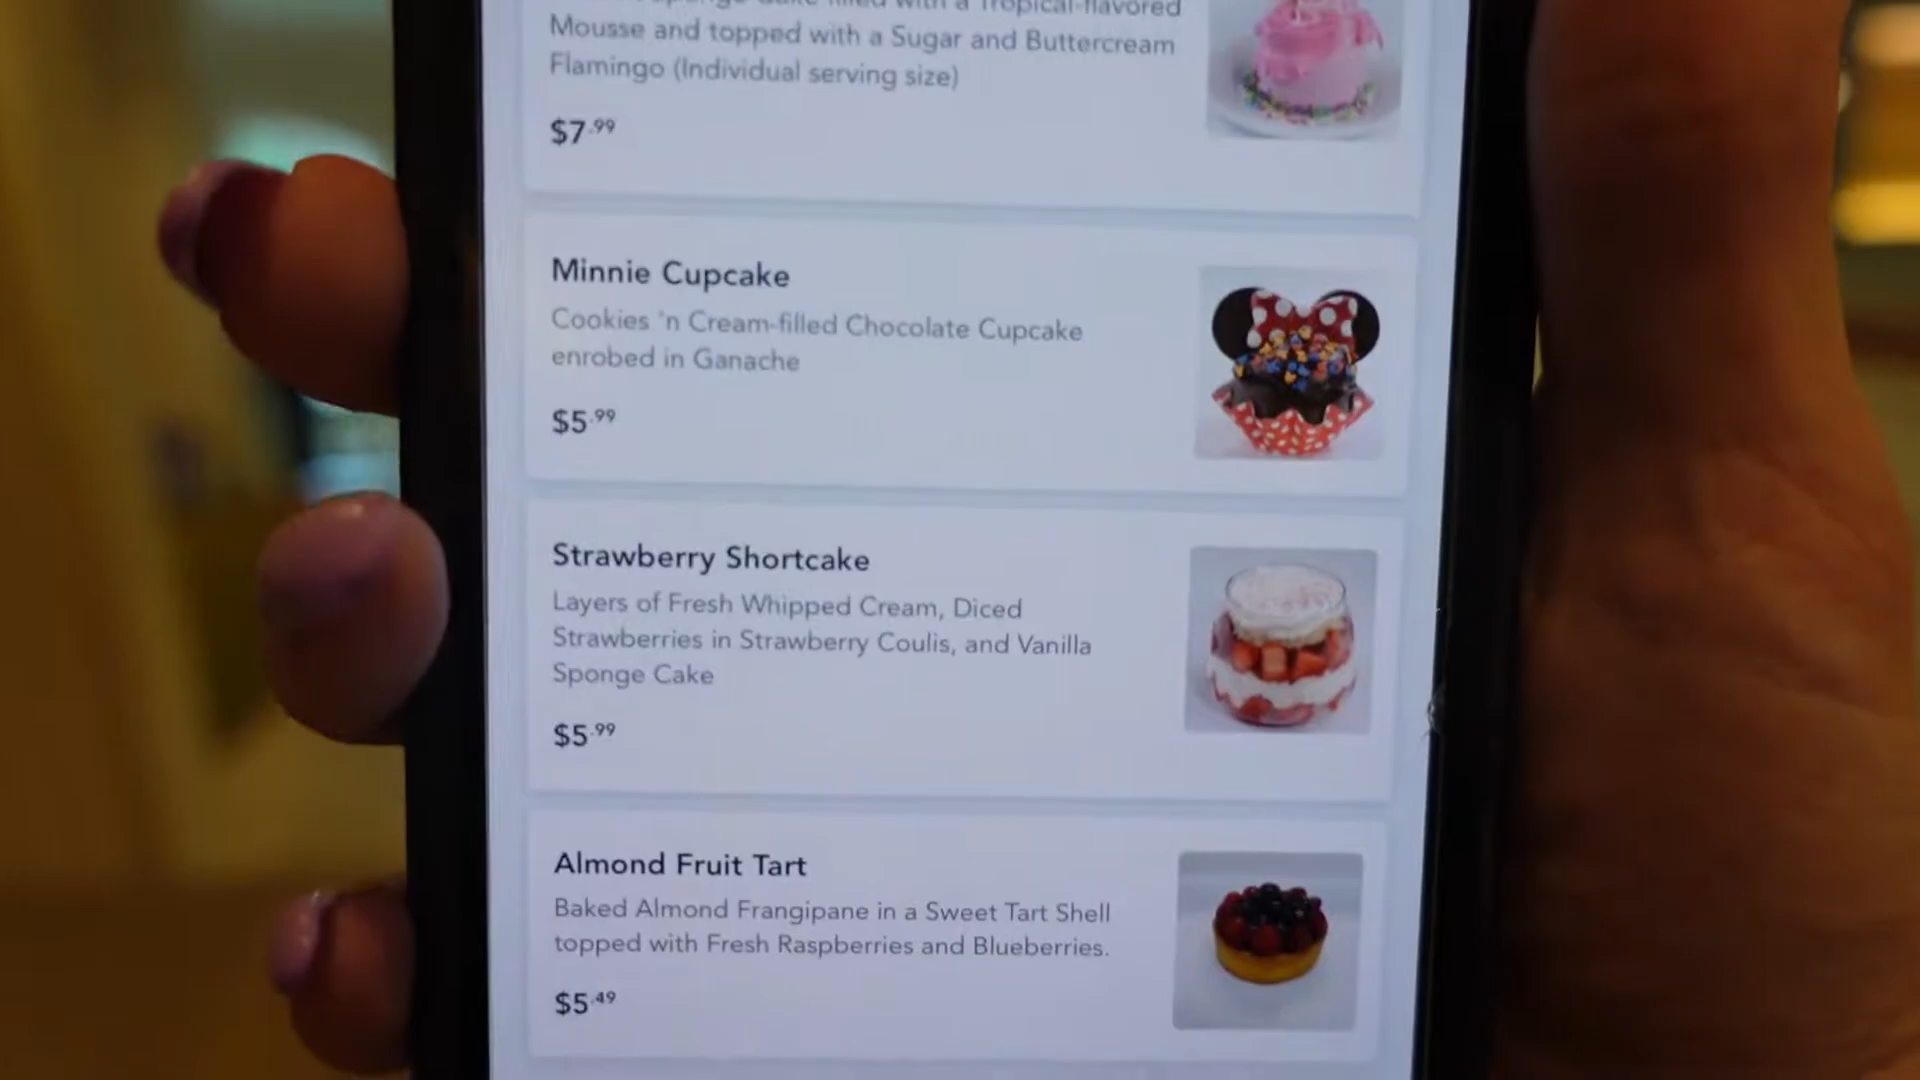 with a Tropical-flavored
Mousse and topped with a Sugar and Buttercream
Flamingo (Individual serving size)
$7.99
Minnie Cupcake
Cookies 'n Cream-filled Chocolate Cupcake
enrobed in Ganache
$5.99
Strawberry Shortcake
Layers of Fresh Whipped Cream, Diced
Strawberries in Strawberry Coulis, and Vanilla
Sponge Cake
$5.99
Almond Fruit Tart
Baked Almond Frangipane in a Sweet Tart Shell
topped with Fresh Raspberries and Blueberries.
$5.49